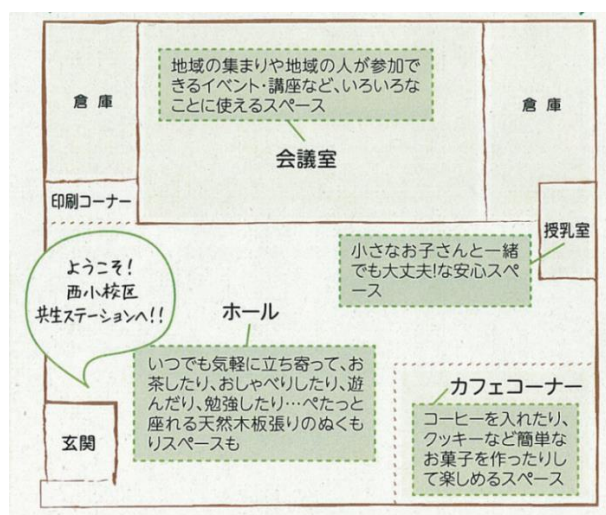 地域の集まりや地域の人が参加で
きるイベント・講座など、いろいろな
ことに使えるスペース
倉庫
会議室
倉庫
印刷コーナー
授乳室
小さなお子さんと一緒
でも大丈夫!な安心スペ
ース
ようこそ!
西小校区
共生ステーションへ!!
ホール
いつでも気軽に立ち寄って、お
茶したり、おしゃべりしたり、遊
んだり、勉強したり…ぺたっと
座れる天然木板張りのぬくも
りスペースも
カフェコーナー
コーヒーを入れたり、
クッキーなど簡単な
お菓子を作ったりし
て楽しめるスペース
玄関